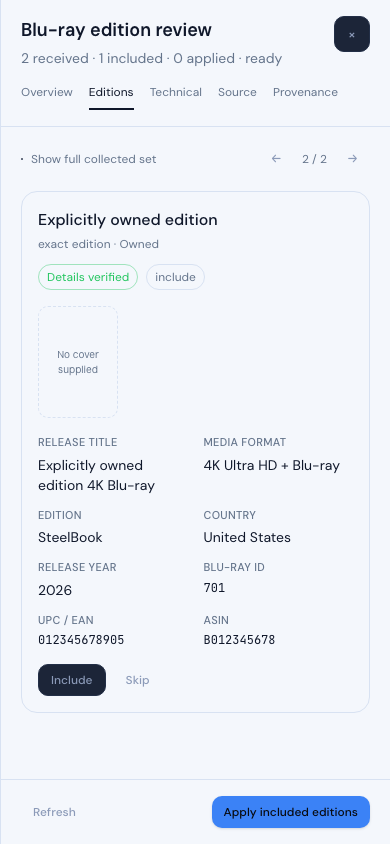 Blu-ray edition review
×
2 received · 1 included · 0 applied · ready
Overview Editions Technical Source Provenance
· Show full collected set ← 2 / 2 →
Explicitly owned edition
exact edition · Owned
Details verified include
No cover
supplied
RELEASE TITLE MEDIA FORMAT
Explicitly owned 4K Ultra HD + Blu-ray
edition 4K Blu-ray
EDITION COUNTRY
SteelBook United States
RELEASE YEAR BLU-RAY ID
2026 701
UPC / EAN ASIN
012345678905 B012345678
Include Skip
Refresh Apply included editions